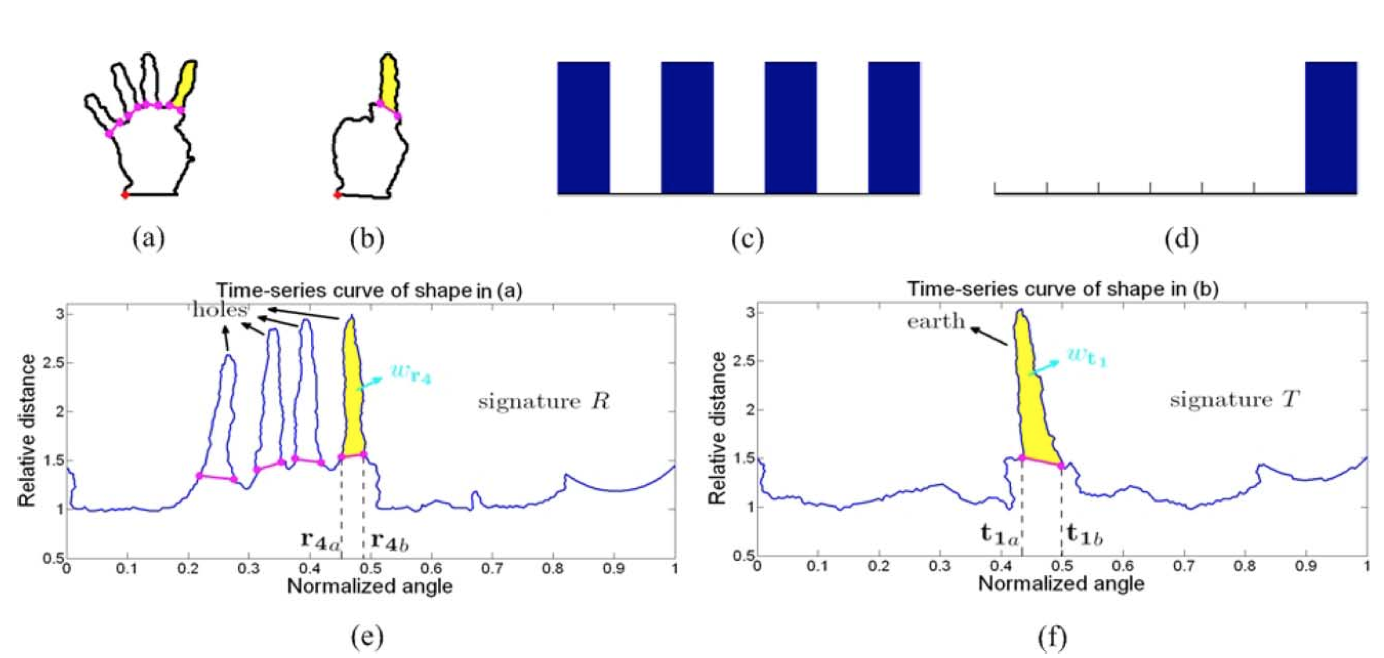 (a)
(b)
(c)
(d)
Time-series curve of shape in (a)
holes
3
2.5
2
1.5
1
0.5
Relative distance
w_r4
signature R
r4a
r4b
0
0.1
0.2
0.3
0.4
0.5
0.6
0.7
0.8
0.9
1
Normalized angle
(e)
Time-series curve of shape in (b)
earth
3
2.5
2
1.5
1
0.5
Relative distance
w_t1
signature T
t1a
t1b
0
0.1
0.2
0.3
0.4
0.5
0.6
0.7
0.8
0.9
1
Normalized angle
(f)